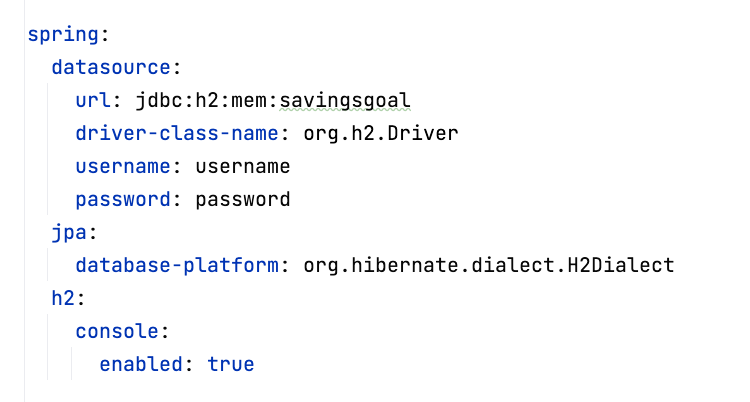 spring:
  datasource:
    url: jdbc:h2:mem:savingsgoal
    driver-class-name: org.h2.Driver
    username: username
    password: password
  jpa:
    database-platform: org.hibernate.dialect.H2Dialect
  h2:
    console:
      enabled: true